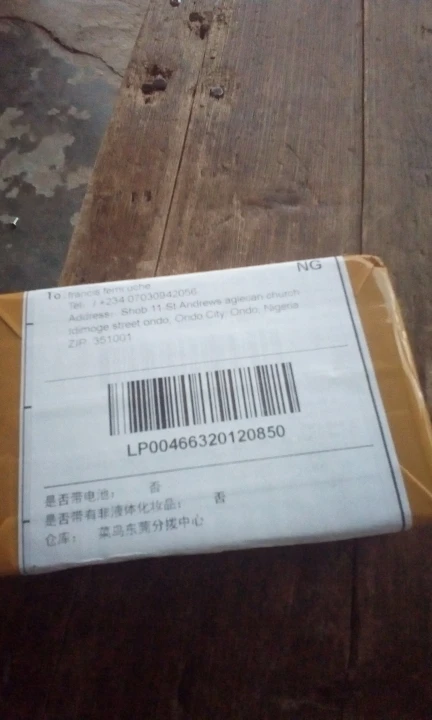 NG
To: francis femi oshe
Tel: / +234 07030942056
Address: Shop 11 St Andrews aglecan church
Idimoge street ondo, Ondo City, Ondo, Nigeria
ZIP: 351001
LP00466320120850
是否带电池： 否
是否带有非液体化妆品： 否
仓库： 菜鸟东莞分拨中心